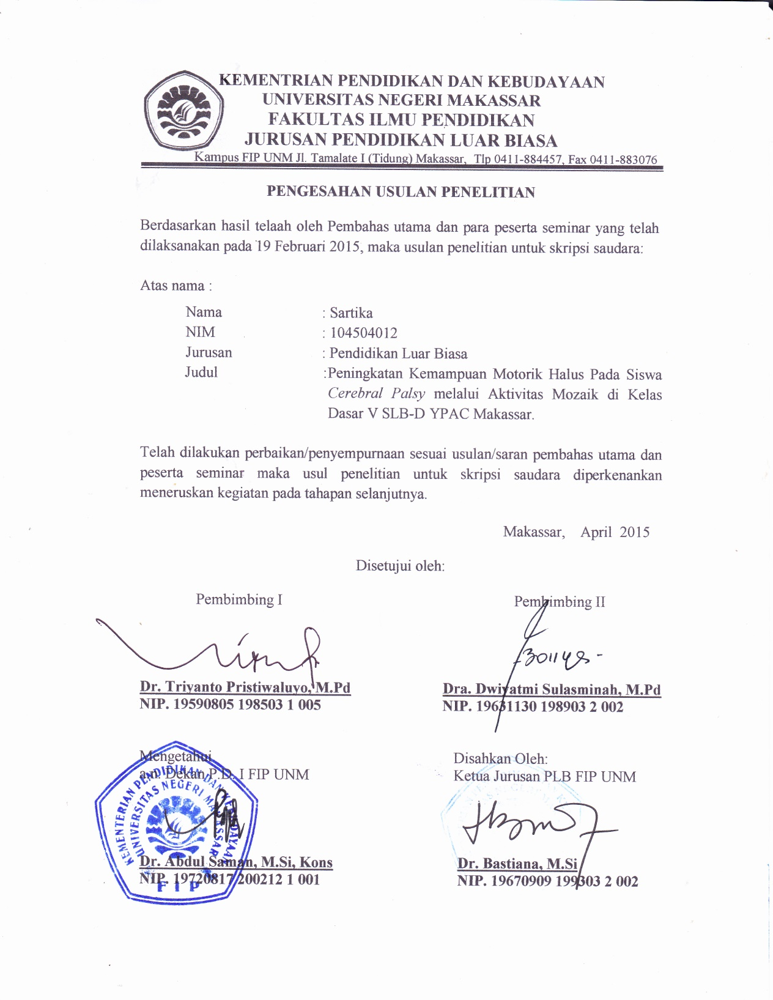 KEMENTRIAN PENDIDIKAN DAN KEBUDAYAAN
UNIVERSITAS NEGERI MAKASSAR
FAKULTAS ILMU PENDIDIKAN
JURUSAN PENDIDIKAN LUAR BIASA
Kampus FIP UNM Jl. Tamalate I (Tidung) Makassar, Tlp 0411-884457, Fax 0411-883076
PENGESAHAN USULAN PENELITIAN
Berdasarkan hasil telaah oleh Pembahas utama dan para peserta seminar yang telah
dilaksanakan pada 19 Februari 2015, maka usulan penelitian untuk skripsi saudara:
Atas nama :
Nama : Sartika
NIM : 104504012
Jurusan : Pendidikan Luar Biasa
Judul :Peningkatan Kemampuan Motorik Halus Pada Siswa
Cerebral Palsy melalui Aktivitas Mozaik di Kelas
Dasar V SLB-D YPAC Makassar.
Telah dilakukan perbaikan/penyempurnaan sesuai usulan/saran pembahas utama dan
peserta seminar maka usul penelitian untuk skripsi saudara diperkenankan
meneruskan kegiatan pada tahapan selanjutnya.
Makassar, April 2015
Disetujui oleh:
Pembimbing I Pembimbing II
Dr. Triyanto Pristiwaluyo, M.Pd Dra. Dwiyatmi Sulasminah, M.Pd
NIP. 19590805 198503 1 005 NIP. 19631130 198903 2 002
Mengetahui Disahkan Oleh:
a.n. Dekan P.D. I FIP UNM Ketua Jurusan PLB FIP UNM
KEMENTERIAN PENDIDIKAN DAN KEBUDAYAAN
UNIVERSITAS NEGERI MAKASSAR
Dr. Abdul Saman, M.Si, Kons Dr. Bastiana, M.Si
NIP. 19720817 200212 1 001 NIP. 19670909 199303 2 002
FIP